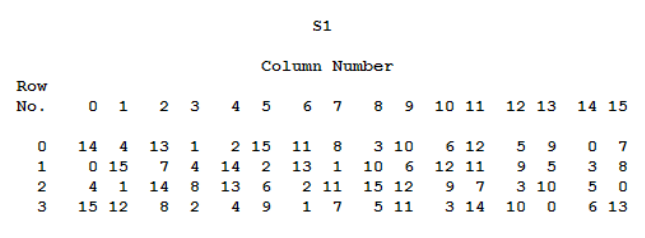 S1
Column Number
Row
No. 0 1 2 3 4 5 6 7 8 9 10 11 12 13 14 15
0 14 4 13 1 2 15 11 8 3 10 6 12 5 9 0 7
1 0 15 7 4 14 2 13 1 10 6 12 11 9 5 3 8
2 4 1 14 8 13 6 2 11 15 12 9 7 3 10 5 0
3 15 12 8 2 4 9 1 7 5 11 3 14 10 0 6 13